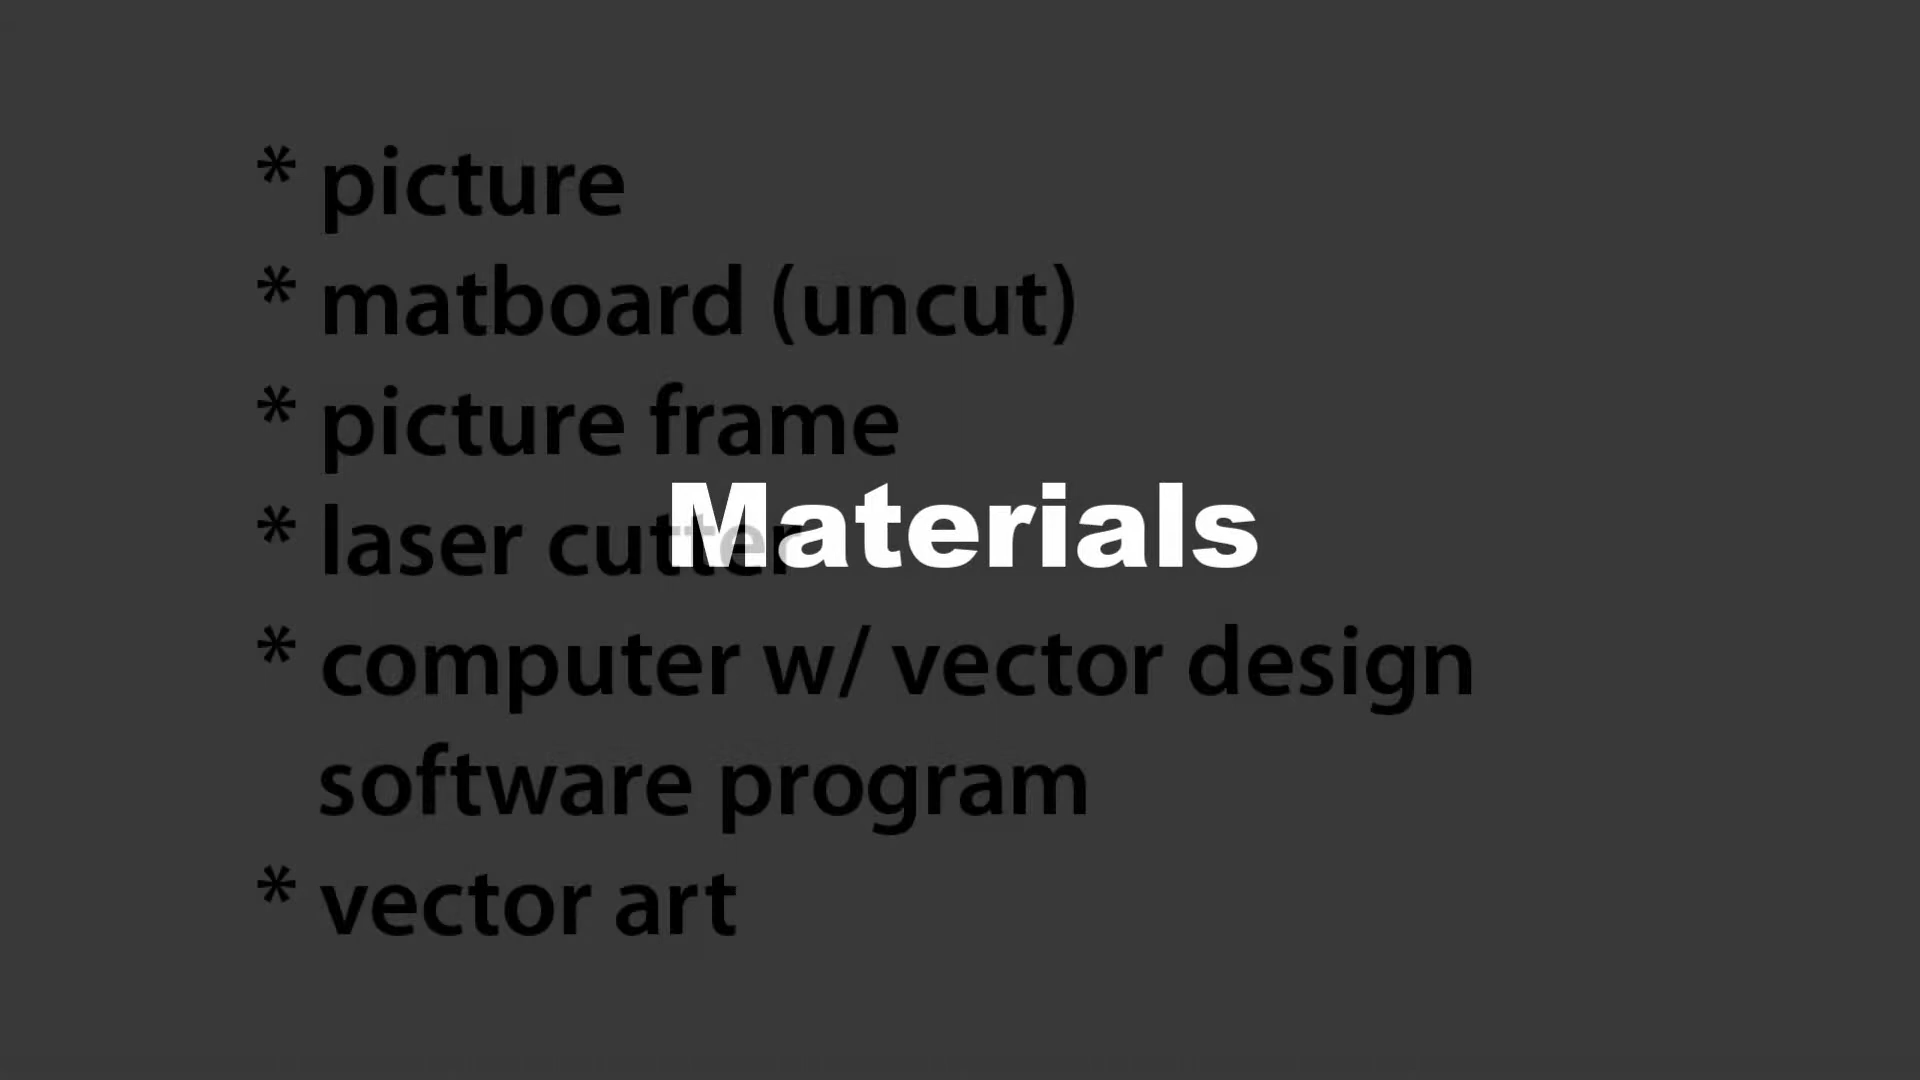 * picture
* matboard (uncut)
* picture frame
Materials
* laser cutter
* computer w/ vector design
software program
* vector art